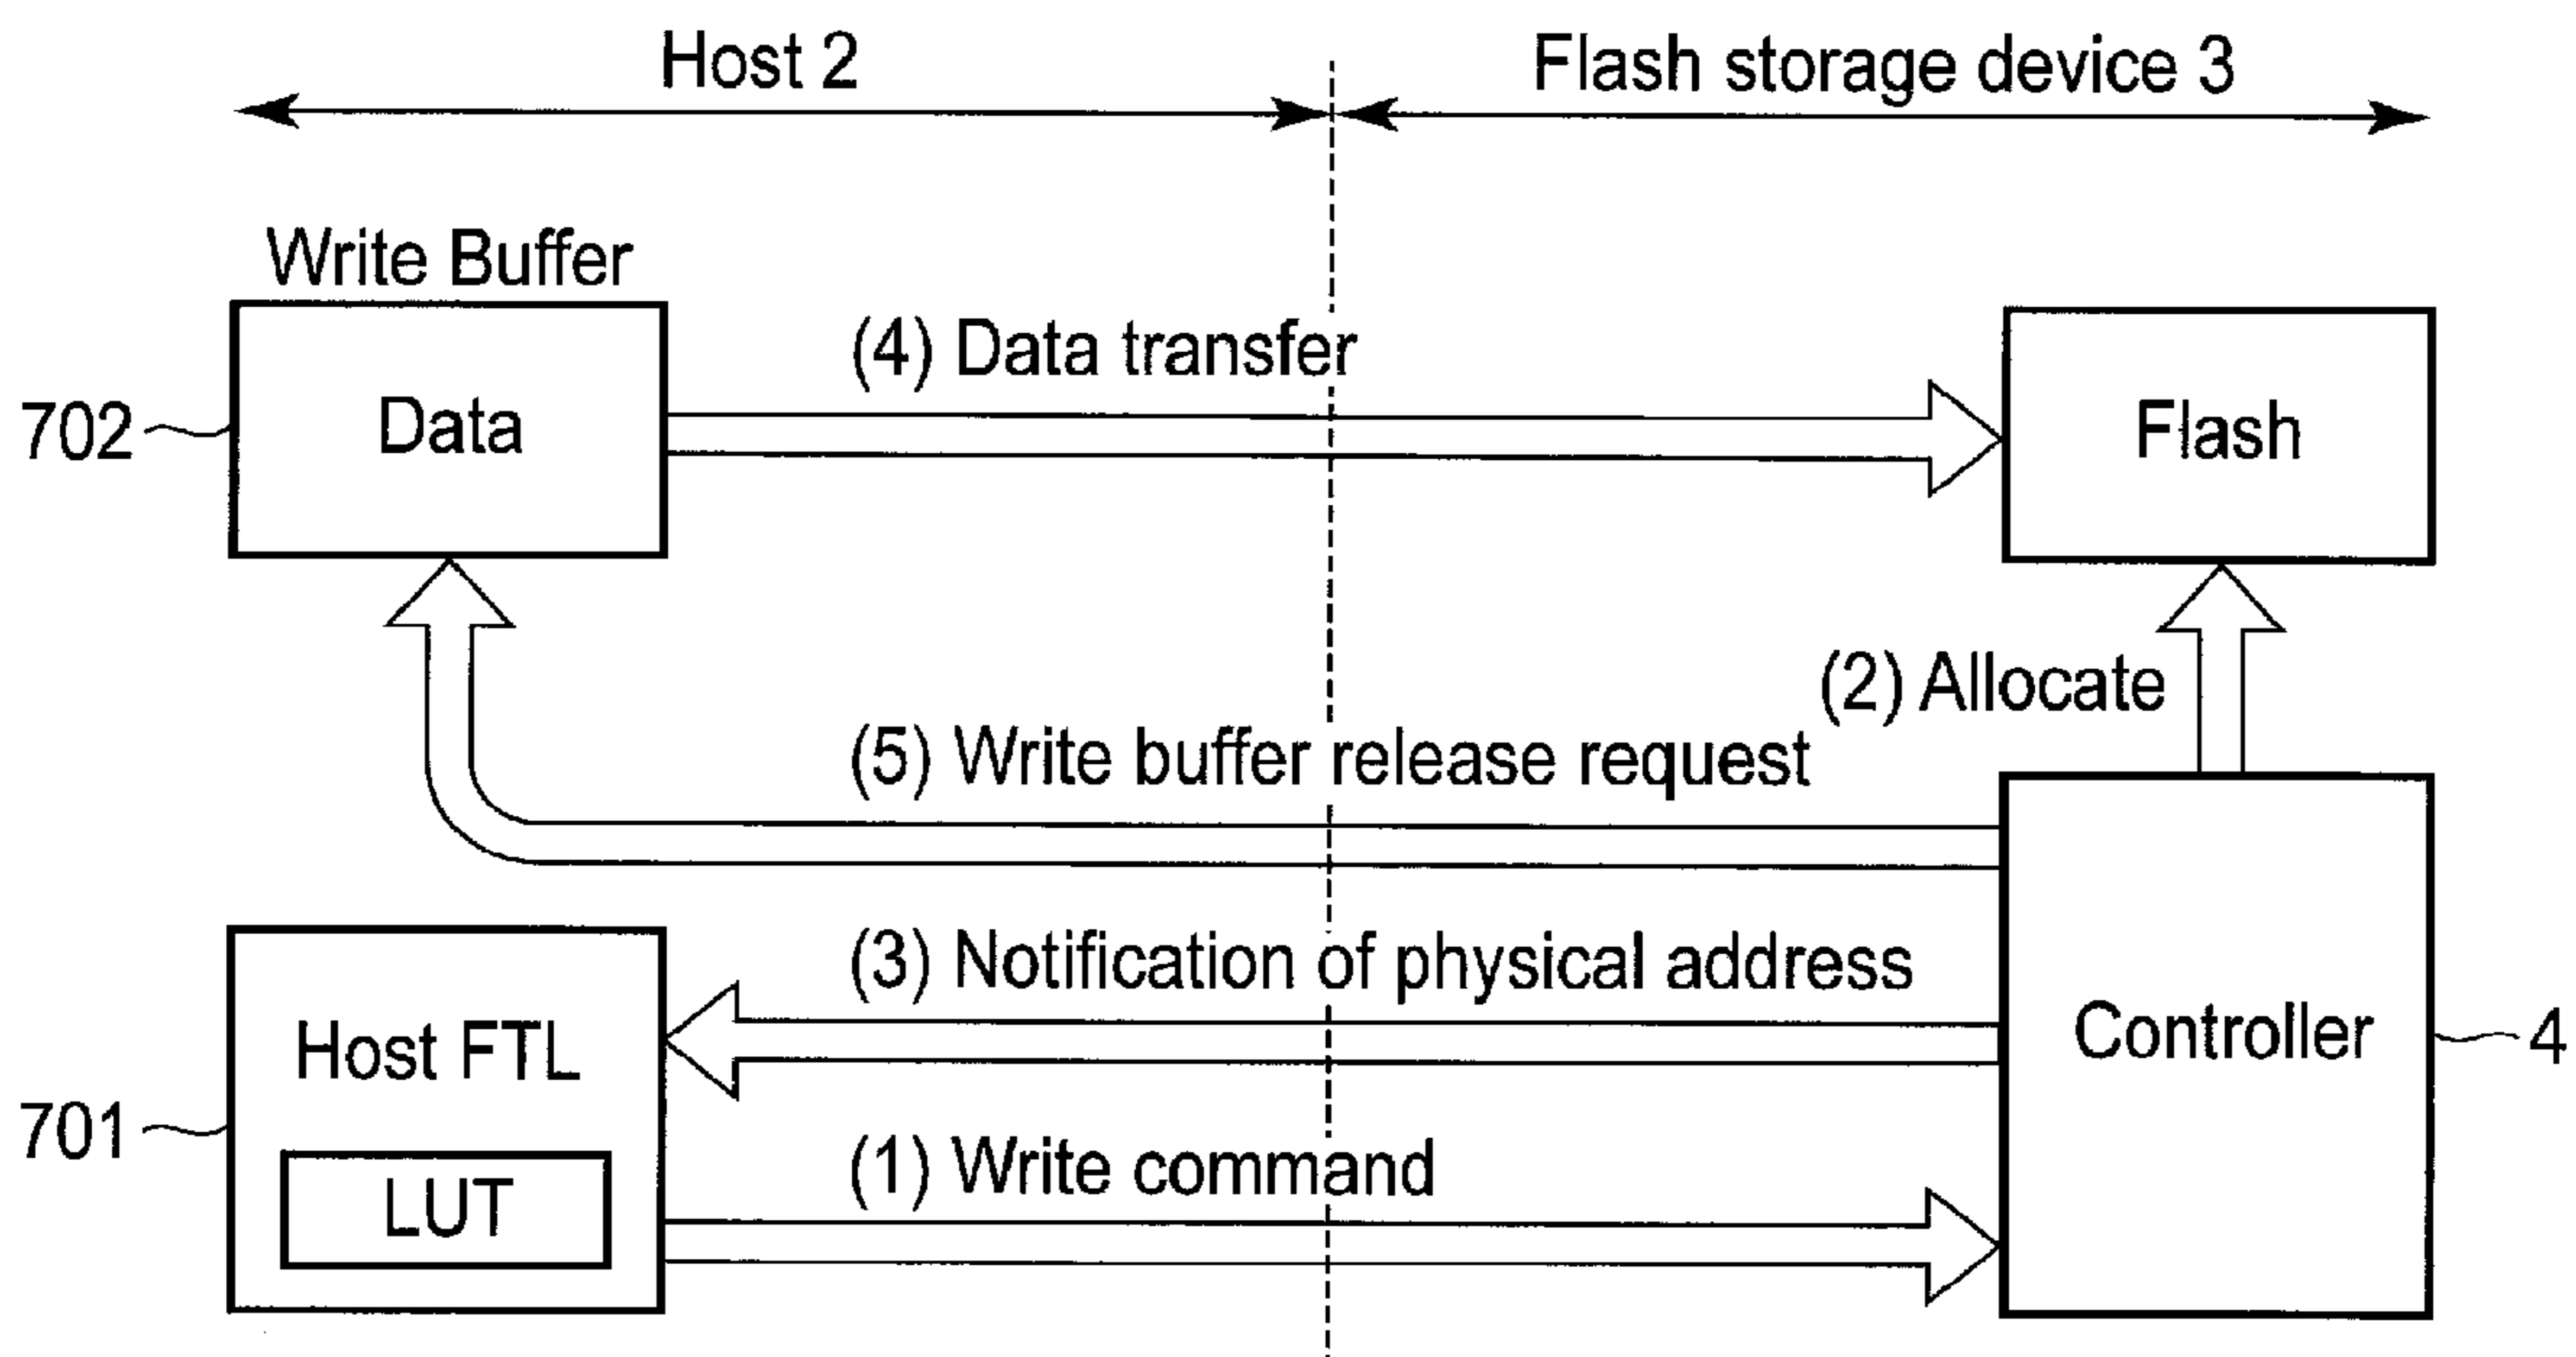 Host 2
Flash storage device 3
Write Buffer
(4) Data transfer
702
Data
Flash
(2) Allocate
(5) Write buffer release request
(3) Notification of physical address
Host FTL
Controller
4
701
(1) Write command
LUT